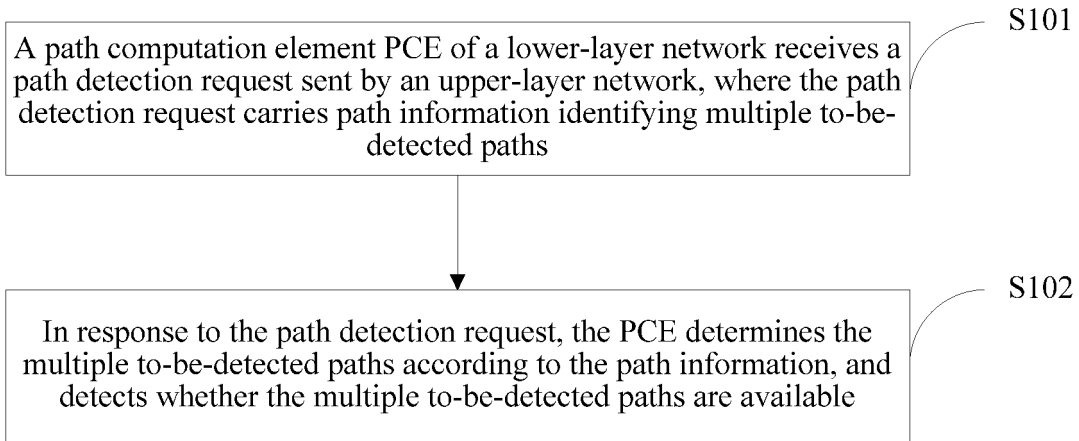 S101
A path computation element PCE of a lower-layer network receives a
path detection request sent by an upper-layer network, where the path
detection request carries path information identifying multiple to-be-
detected paths
S102
In response to the path detection request, the PCE determines the
multiple to-be-detected paths according to the path information, and
detects whether the multiple to-be-detected paths are available